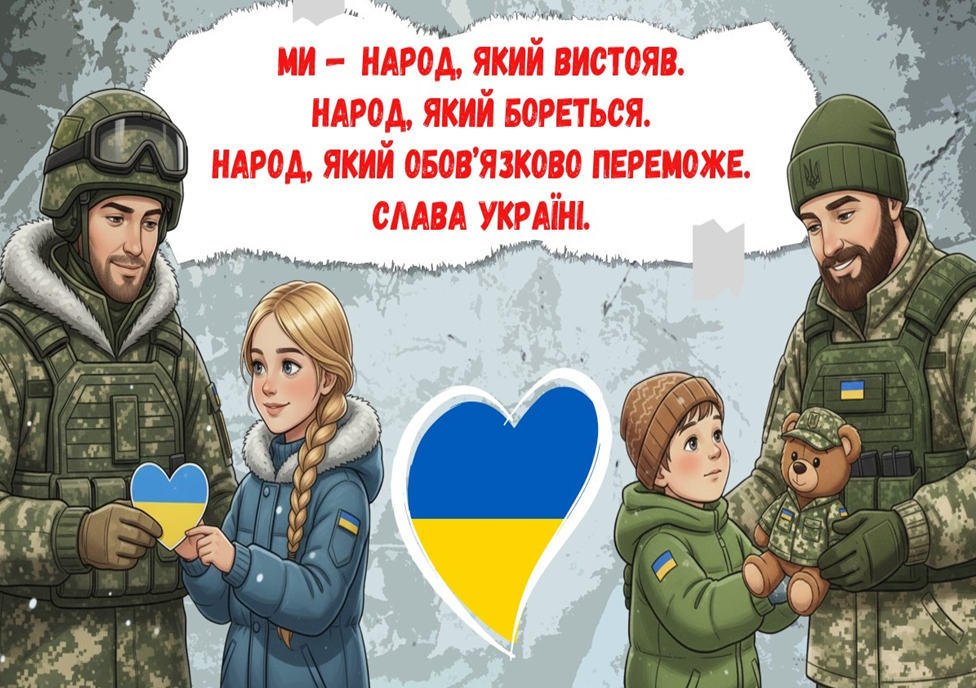 МИ – НАРОД, ЯКИЙ ВИСТОЯВ.
НАРОД, ЯКИЙ БОРЕТЬСЯ.
НАРОД, ЯКИЙ ОБОВ'ЯЗКОВО ПЕРЕМОЖЕ.
СЛАВА УКРАЇНІ.